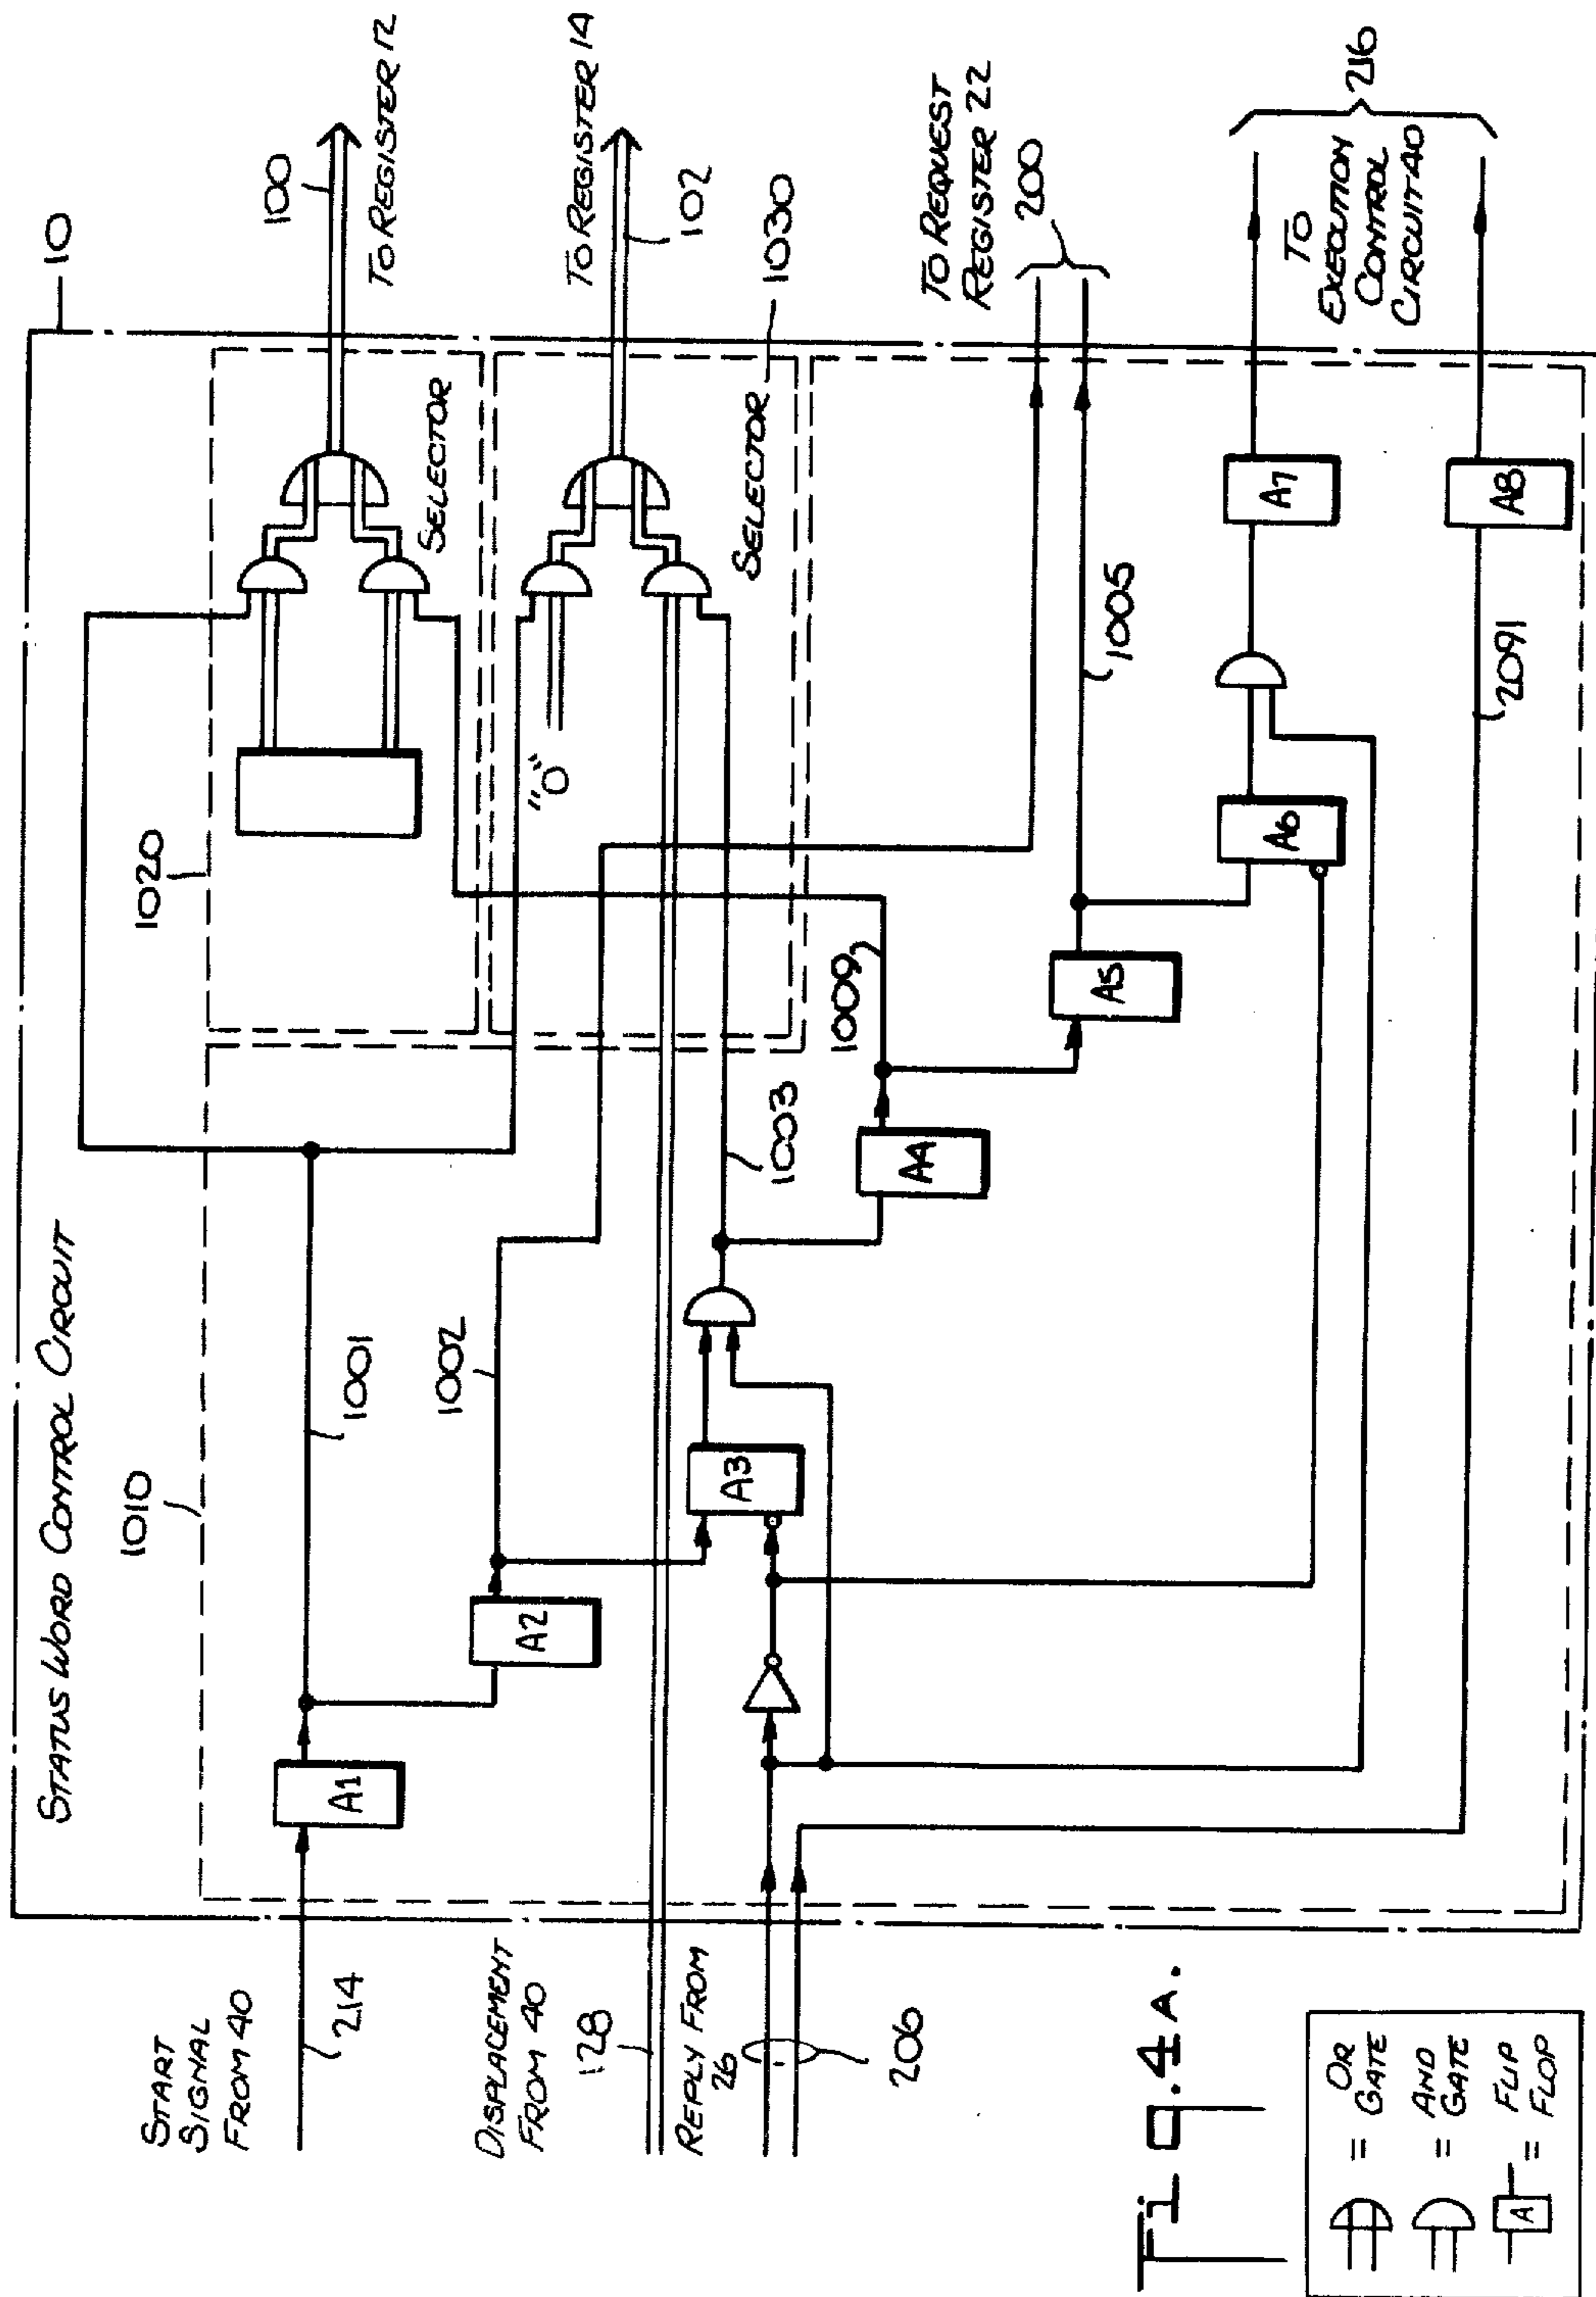 STATUS WORD CONTROL CIRCUIT
10
START
SIGNAL
FROM 40
214
A1
1001
1010
1020
SELECTOR
100
TO REGISTER 12
DISPLACEMENT
FROM 40
128
A2
1002
"0"
SELECTOR
1030
102
TO REGISTER 14
REPLY FROM
26
206
A3
1003
A4
1009
A5
1005
TO REQUEST
REGISTER 22
200
A6
A7
TO
EXECUTION
CONTROL
CIRCUIT 40
216
2091
A8
Fig. 4A.
= OR
GATE
= AND
GATE
A = FLIP
FLOP